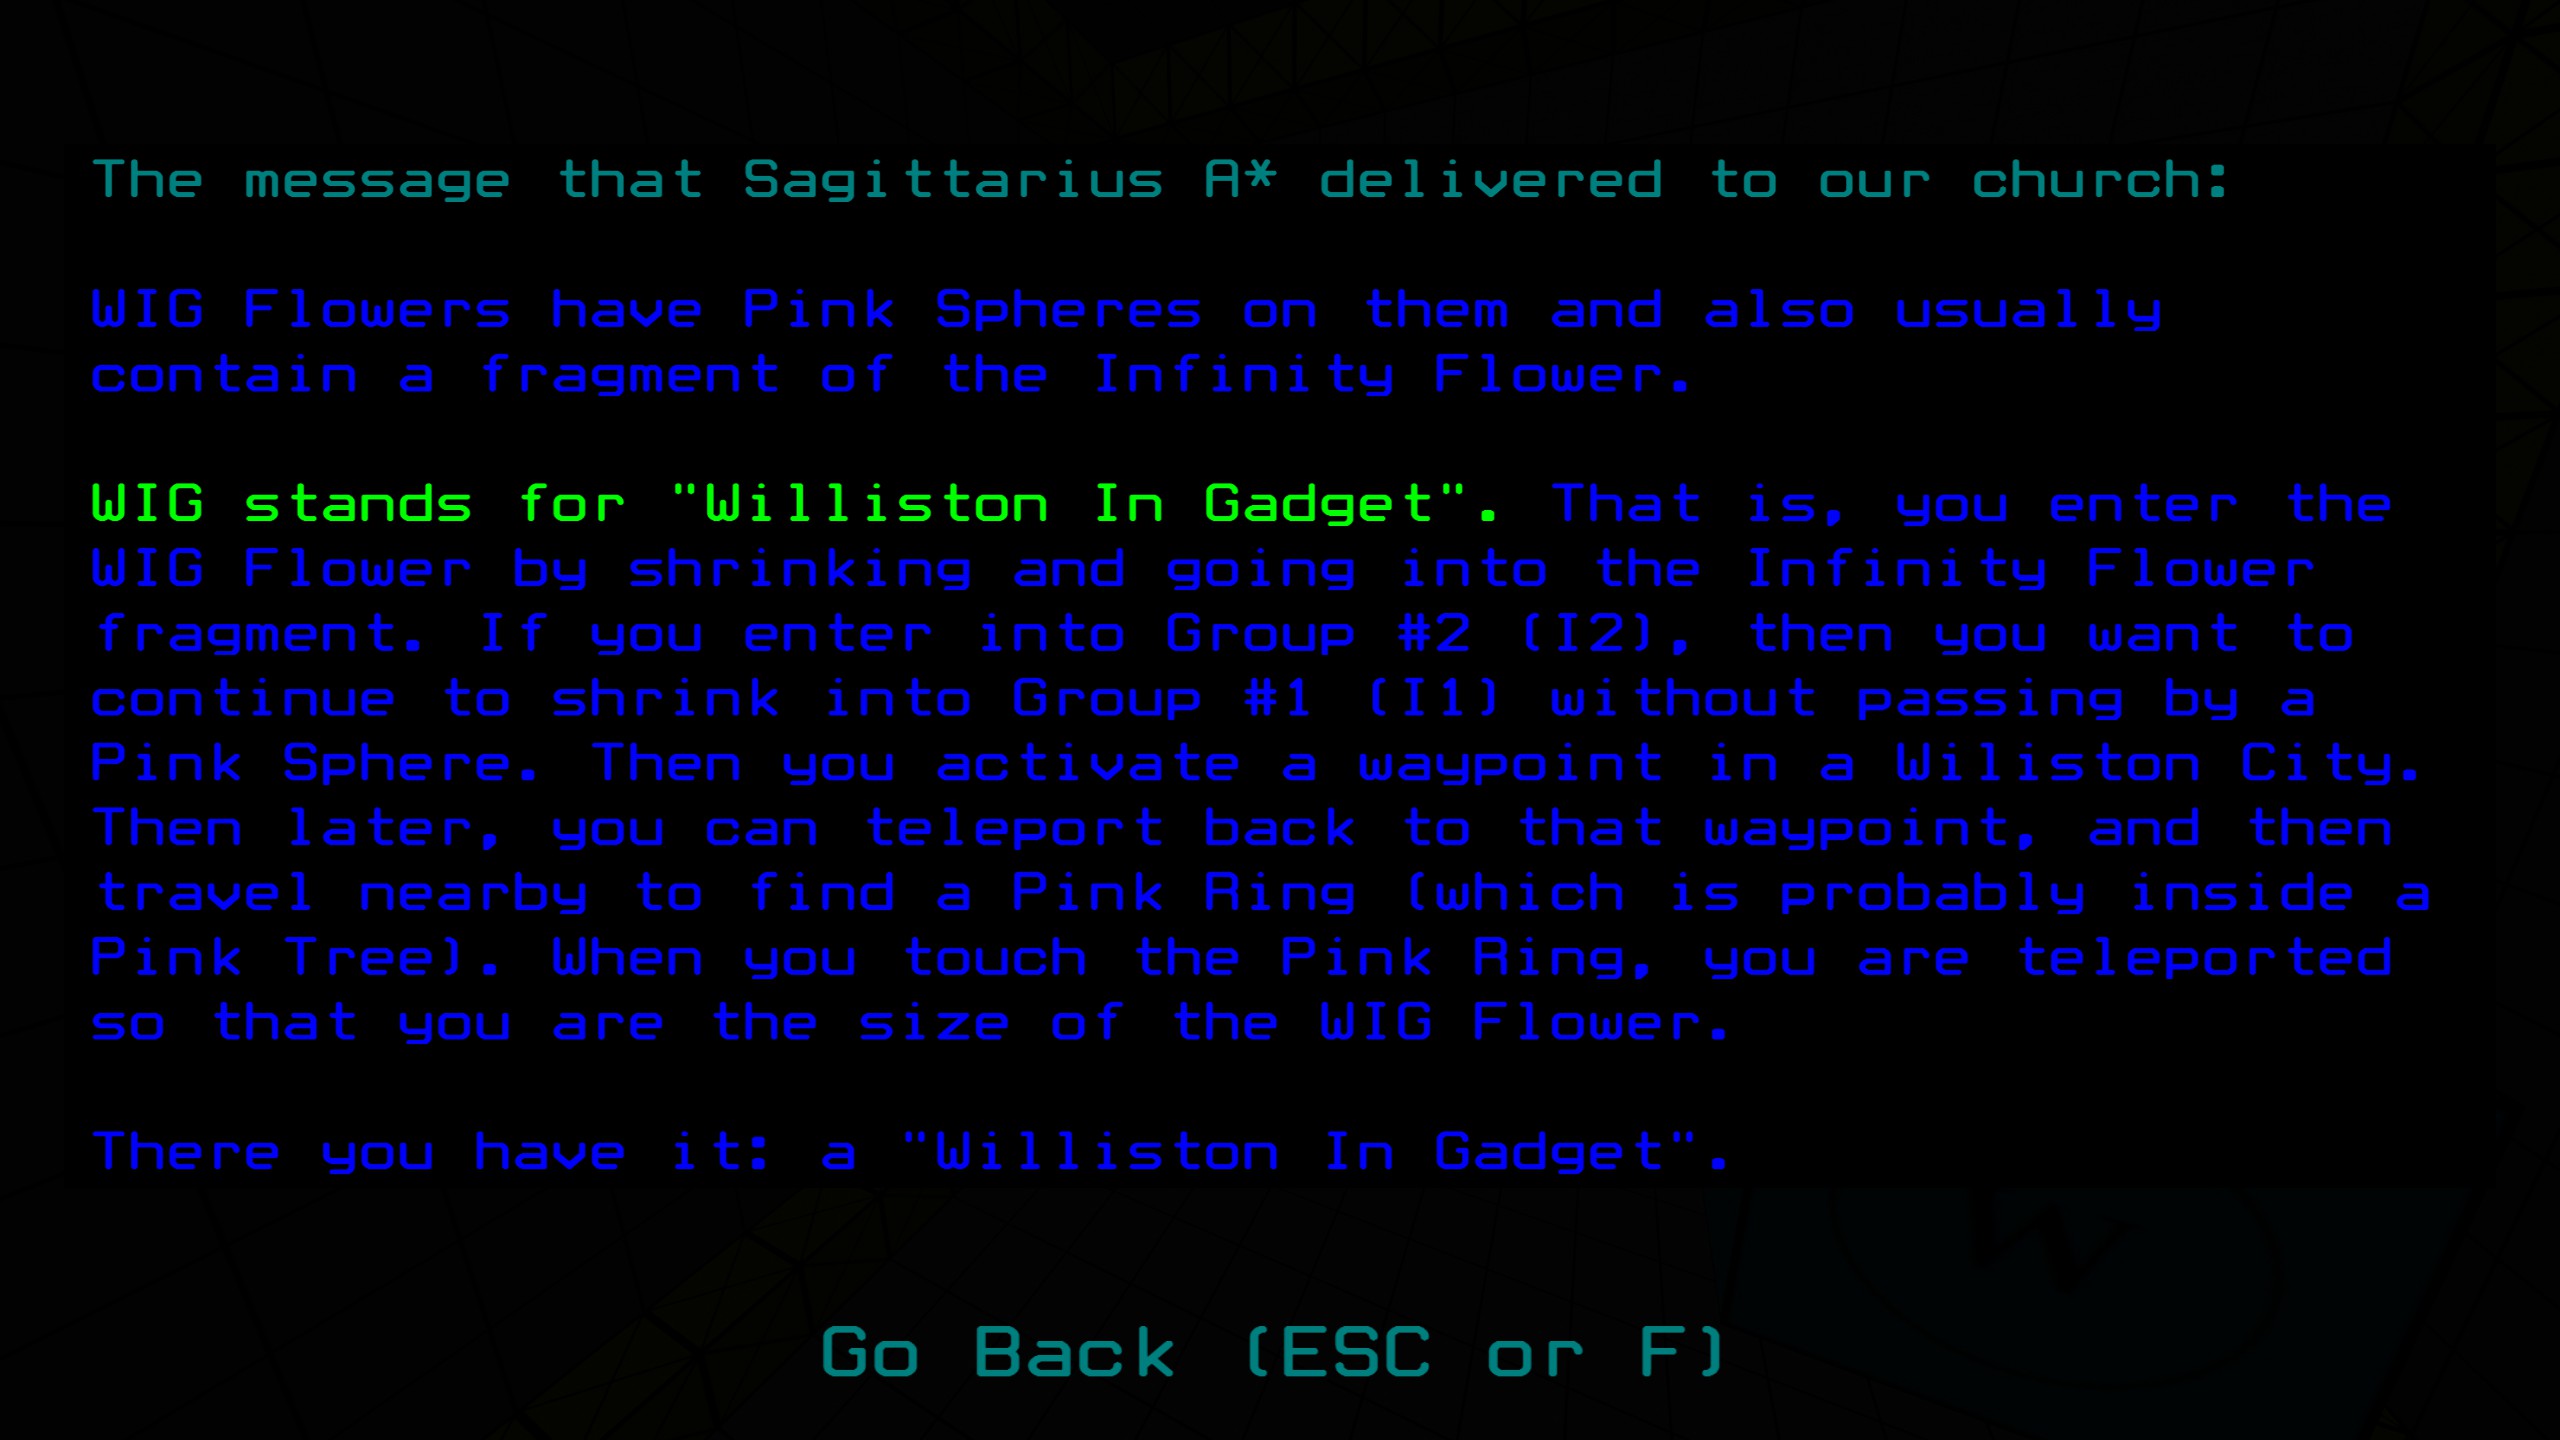 The message that Sagittarius A* delivered to our church:
WIG Flowers have Pink Spheres on them and also usually
contain a fragment of the Infinity Flower.
WIG stands for "Williston In Gadget". That is, you enter the
WIG Flower by shrinking and going into the Infinity Flower
fragment. If you enter into Group #2 (I2), then you want to
continue to shrink into Group #1 (I1) without passing by a
Pink Sphere. Then you activate a waypoint in a Wiliston City.
Then later, you can teleport back to that waypoint, and then
travel nearby to find a Pink Ring (which is probably inside a
Pink Tree). When you touch the Pink Ring, you are teleported
so that you are the size of the WIG Flower.
There you have it: a "Williston In Gadget".
W
Go Back (ESC or F)